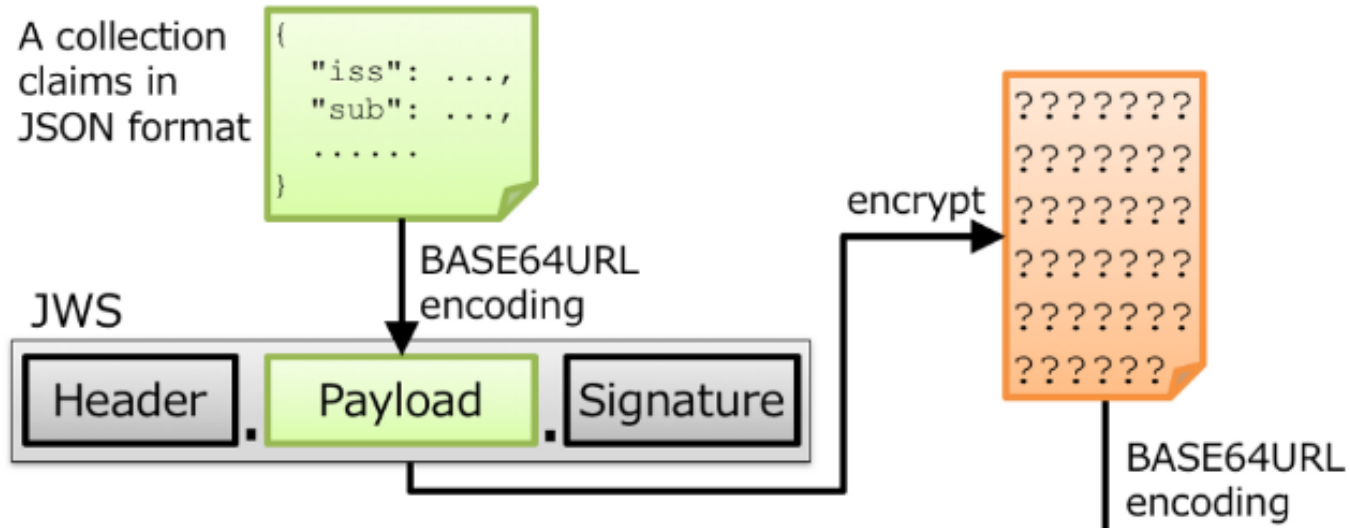 A collection
claims in
JSON format
{
"iss": ...,
"sub": ...,
......
}
BASE64URL
encoding
JWS
Header . Payload . Signature
encrypt
???????
???????
???????
???????
???????
??????
BASE64URL
encoding